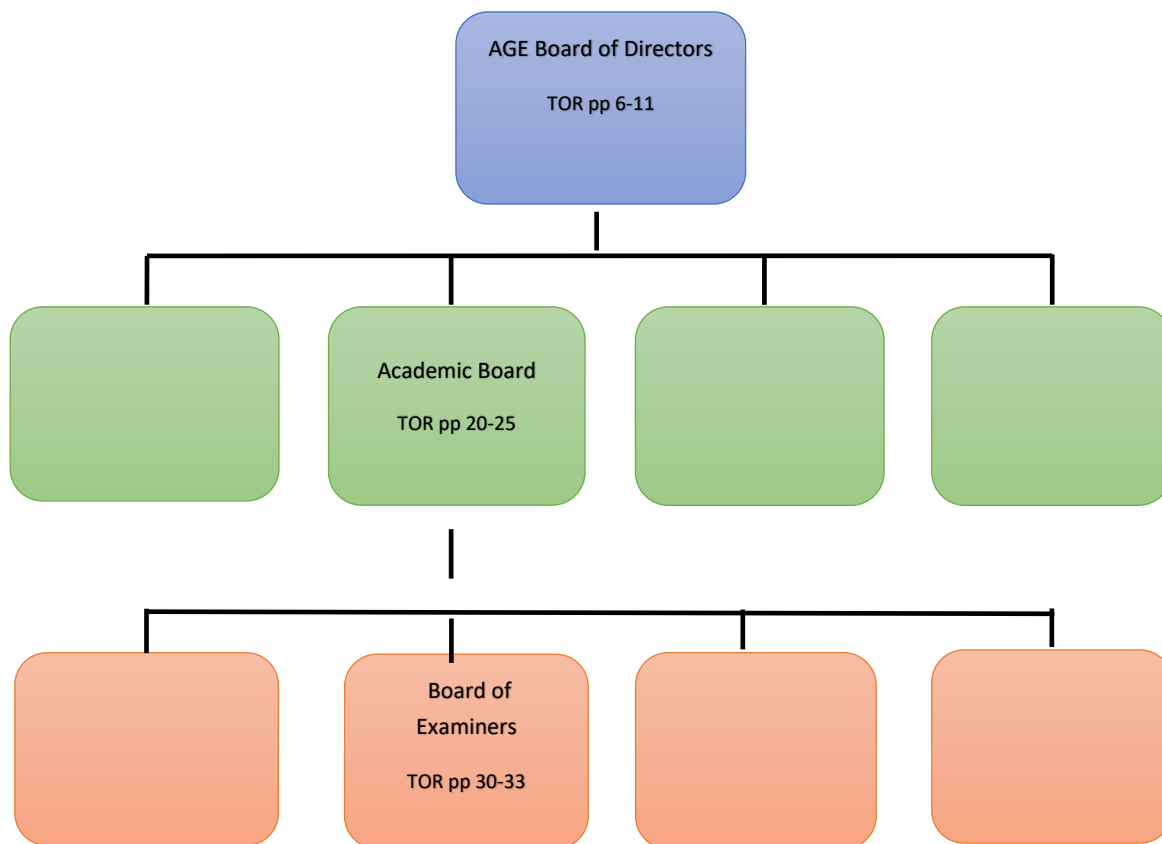 AGE Board of Directors
TOR pp 6-11
Academic Board
TOR pp 20-25
Board of
Examiners
TOR pp 30-33